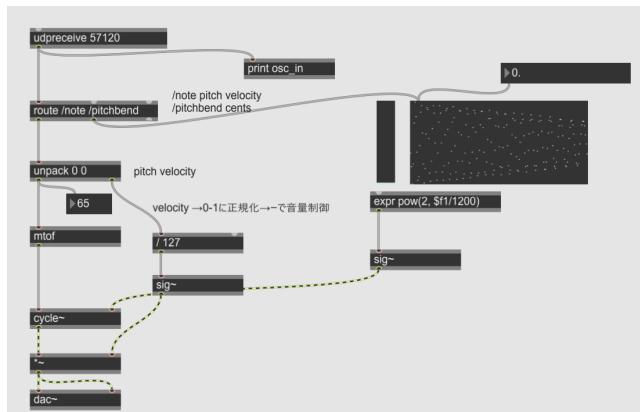 udpreceive 57120
print osc_in
0.
/note pitch velocity
route /note /pitchbend
/pitchbend cents
unpack 0 0
pitch velocity
65
velocity →0-1に正規化→~で音量制御
expr pow(2, $f1/1200)
mtof
/ 127
sig~
sig~
cycle~
*~
dac~